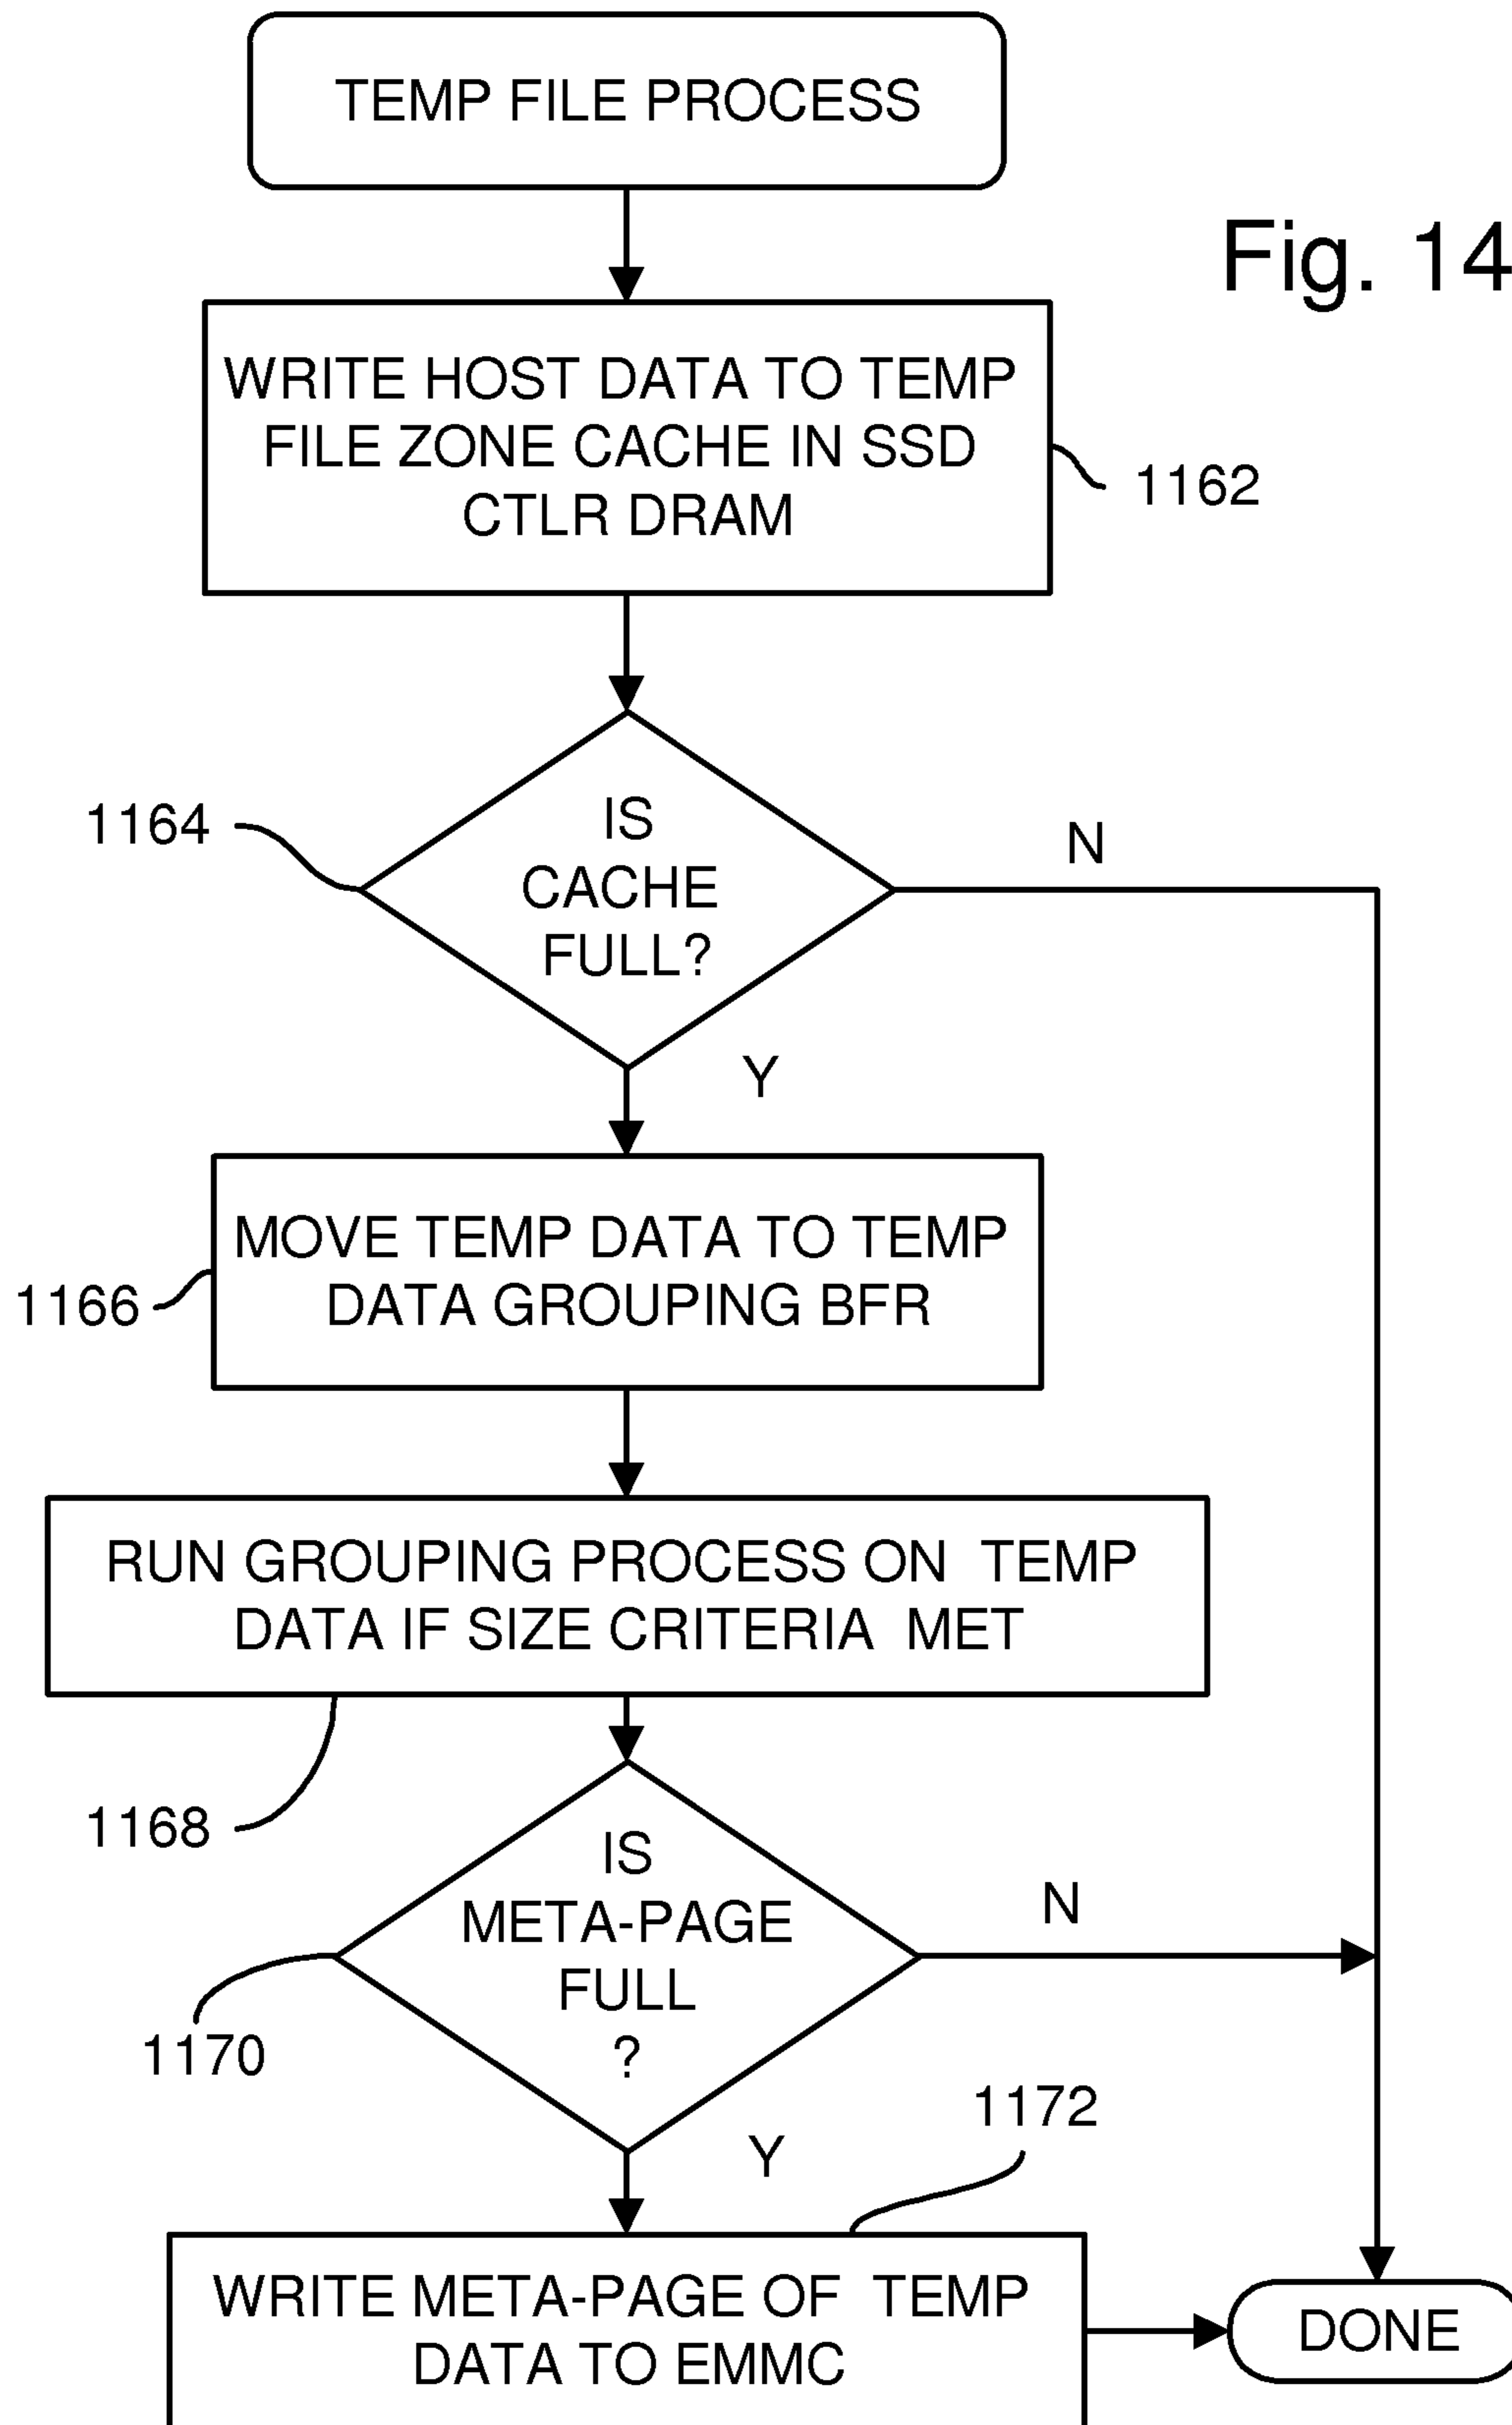 TEMP FILE PROCESS
Fig. 14
WRITE HOST DATA TO TEMP
FILE ZONE CACHE IN SSD
CTLR DRAM
1162
1164
IS
CACHE
FULL?
N
Y
MOVE TEMP DATA TO TEMP
DATA GROUPING BFR
1166
RUN GROUPING PROCESS ON TEMP
DATA IF SIZE CRITERIA MET
1168
IS
META-PAGE
FULL
?
N
1170
1172
Y
WRITE META-PAGE OF TEMP
DATA TO EMMC
DONE